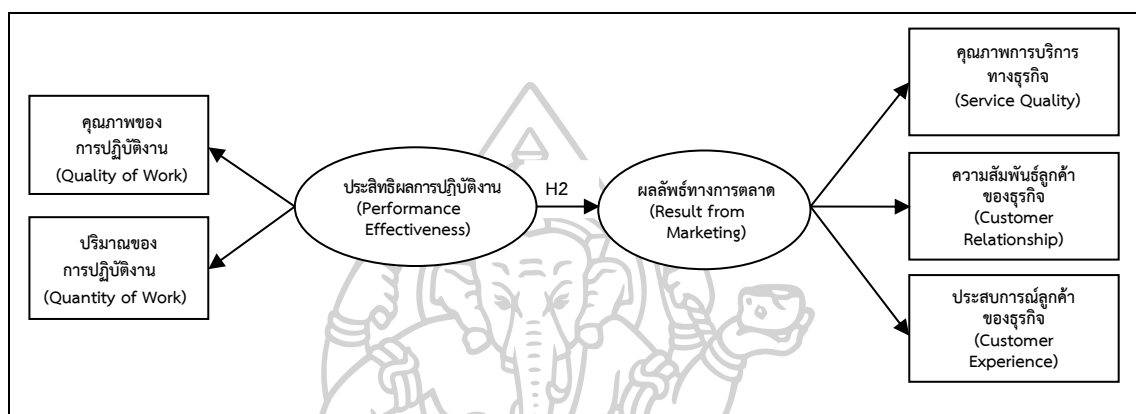 คุณภาพของ
การปฏิบัติงาน
(Quality of Work)
ปริมาณของ
การปฏิบัติงาน
(Quantity of Work)
ประสิทธิผลการปฏิบัติงาน
(Performance
Effectiveness)
H2
ผลลัพธ์ทางการตลาด
(Result from
Marketing)
คุณภาพการบริการ
ทางธุรกิจ
(Service Quality)
ความสัมพันธ์ลูกค้า
ของธุรกิจ
(Customer
Relationship)
ประสบการณ์ลูกค้า
ของธุรกิจ
(Customer
Experience)